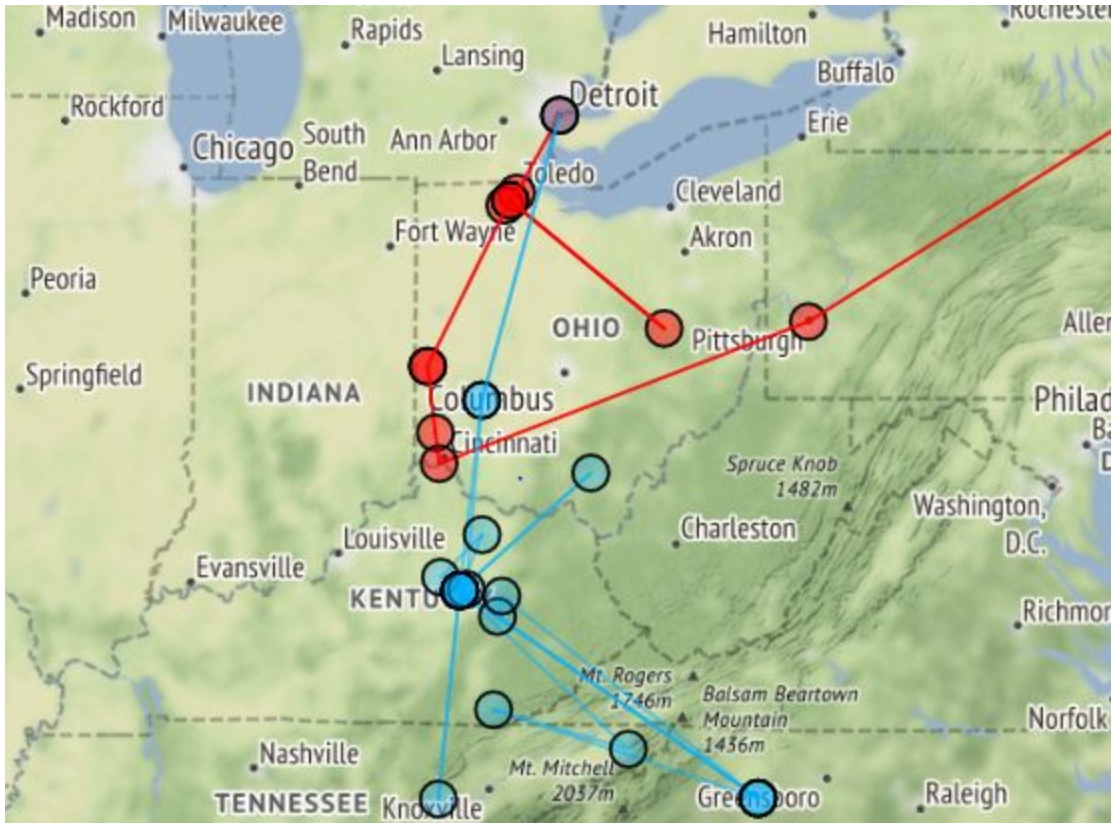 Madison
Milwaukee
Rapids
Lansing
Hamilton
Rochester
Buffalo
Rockford
Detroit
Chicago
South
Bend
Ann Arbor
Erie
Toledo
Cleveland
Fort Wayne
Akron
Peoria
OHIO
Pittsburgh
Allen
Springfield
INDIANA
Columbus
Philad
Cincinnati
Ba
D
Spruce Knob
1482m
Washington,
D.C.
Louisville
Charleston
Evansville
KENTU
Richmon
Mt. Rogers
1746m
Balsam Beartown
Mountain
1436m
Norfolk
Nashville
Mt. Mitchell
2037m
TENNESSEE
Knoxville
Greensboro
Raleigh